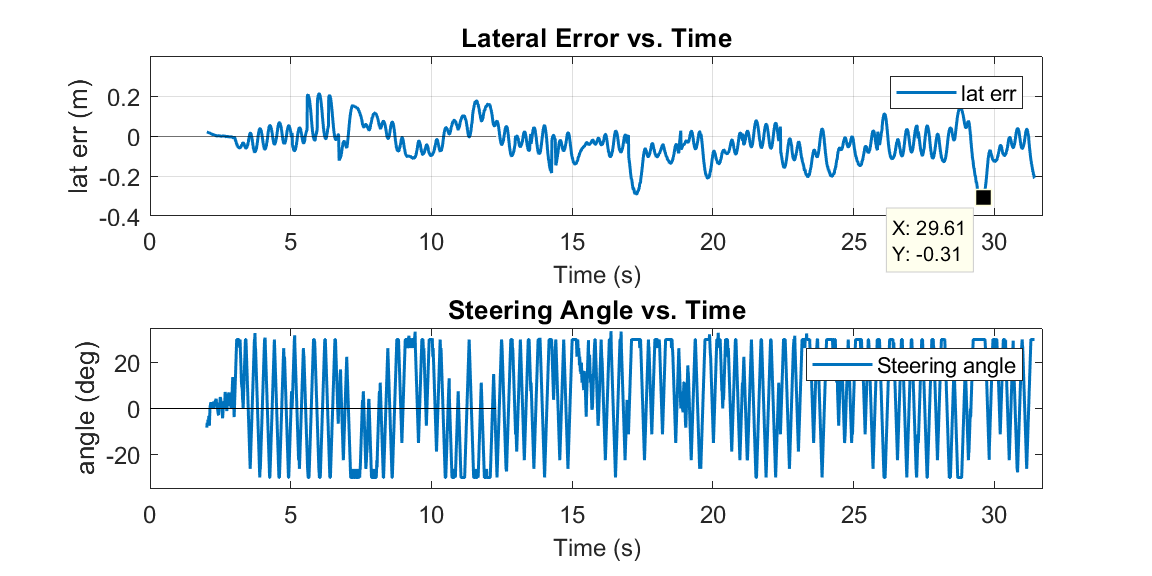 Lateral Error vs. Time
lat err (m)
0.2
0
-0.2
-0.4
lat err
0 5 10 15 20 25 30
X: 29.61
Y: -0.31
Time (s)
Steering Angle vs. Time
angle (deg)
20
0
-20
Steering angle
0 5 10 15 20 25 30
Time (s)